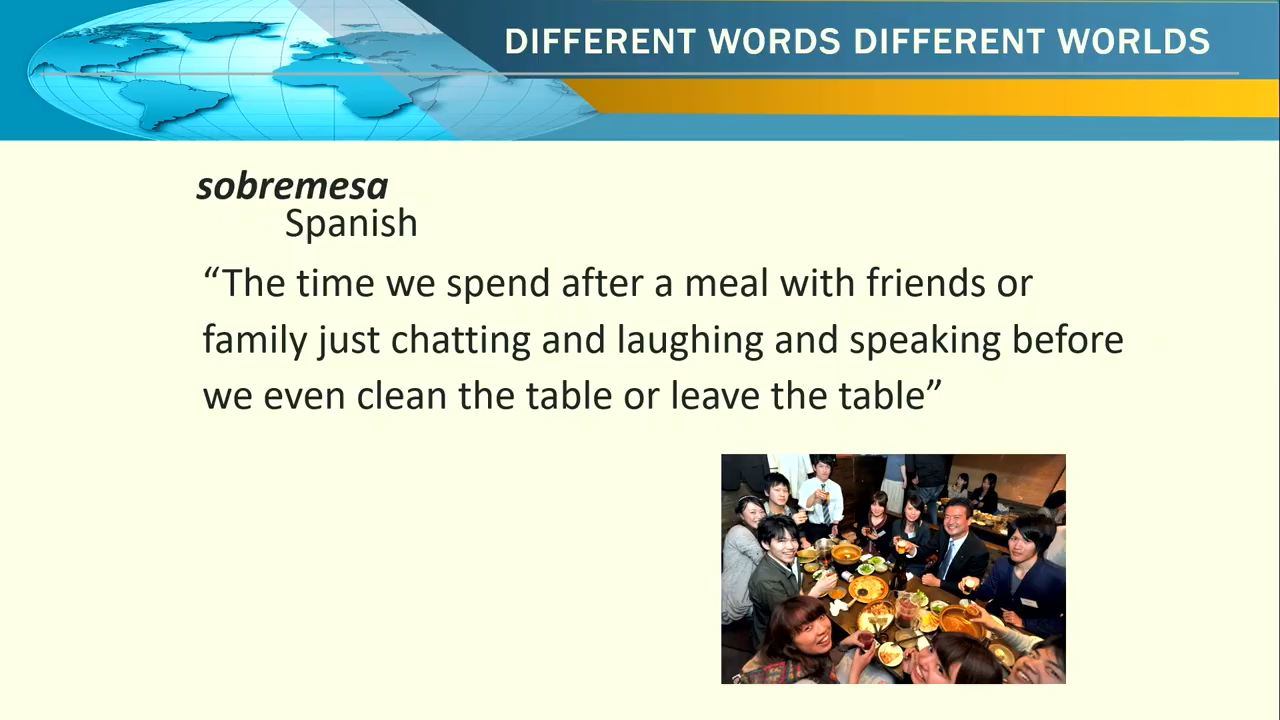 DIFFERENT WORDS DIFFERENT WORLDS
sobremesa
Spanish
“The time we spend after a meal with friends or
family just chatting and laughing and speaking before
we even clean the table or leave the table”